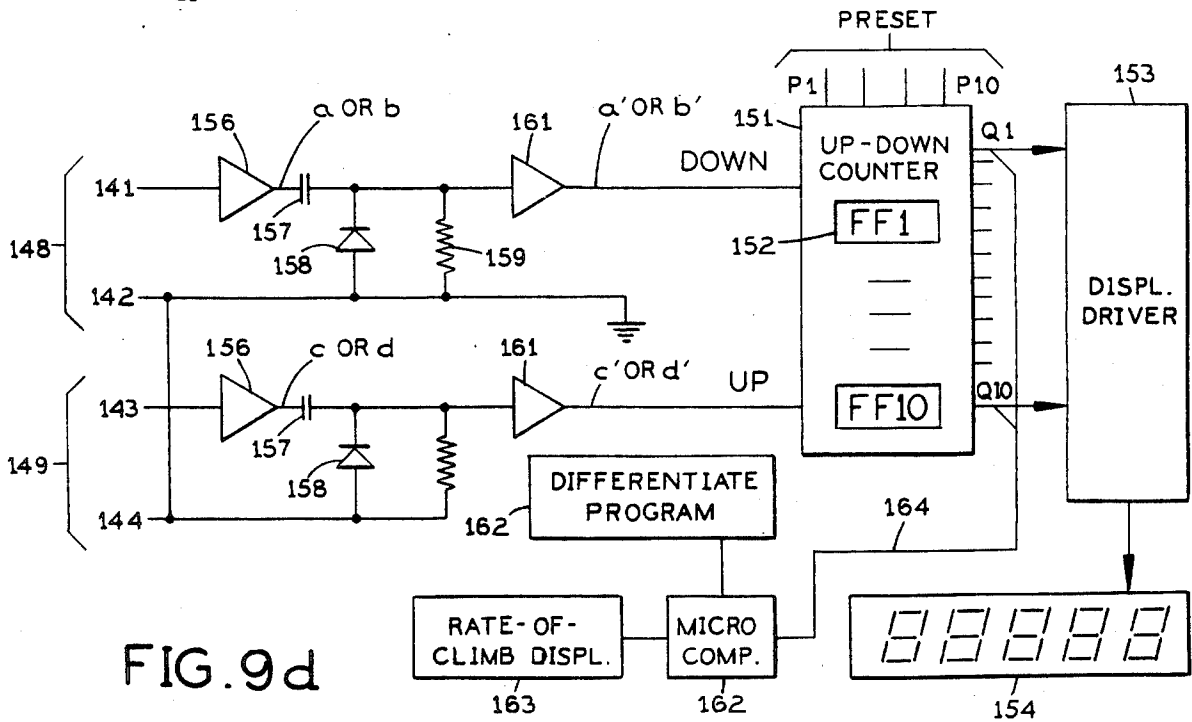 PRESET
P1
P10
153
151
156
a OR b
161
a' OR b'
DOWN
UP-DOWN
COUNTER
Q1
148
141
157
158
159
152
FF1
142
DISPL.
DRIVER
156
c OR d
161
c' OR d'
UP
Q10
143
FF10
149
157
158
144
162
DIFFERENTIATE
PROGRAM
164
RATE-OF-
CLIMB DISPL.
MICRO
COMP.
88888
FIG.9d
163
162
154